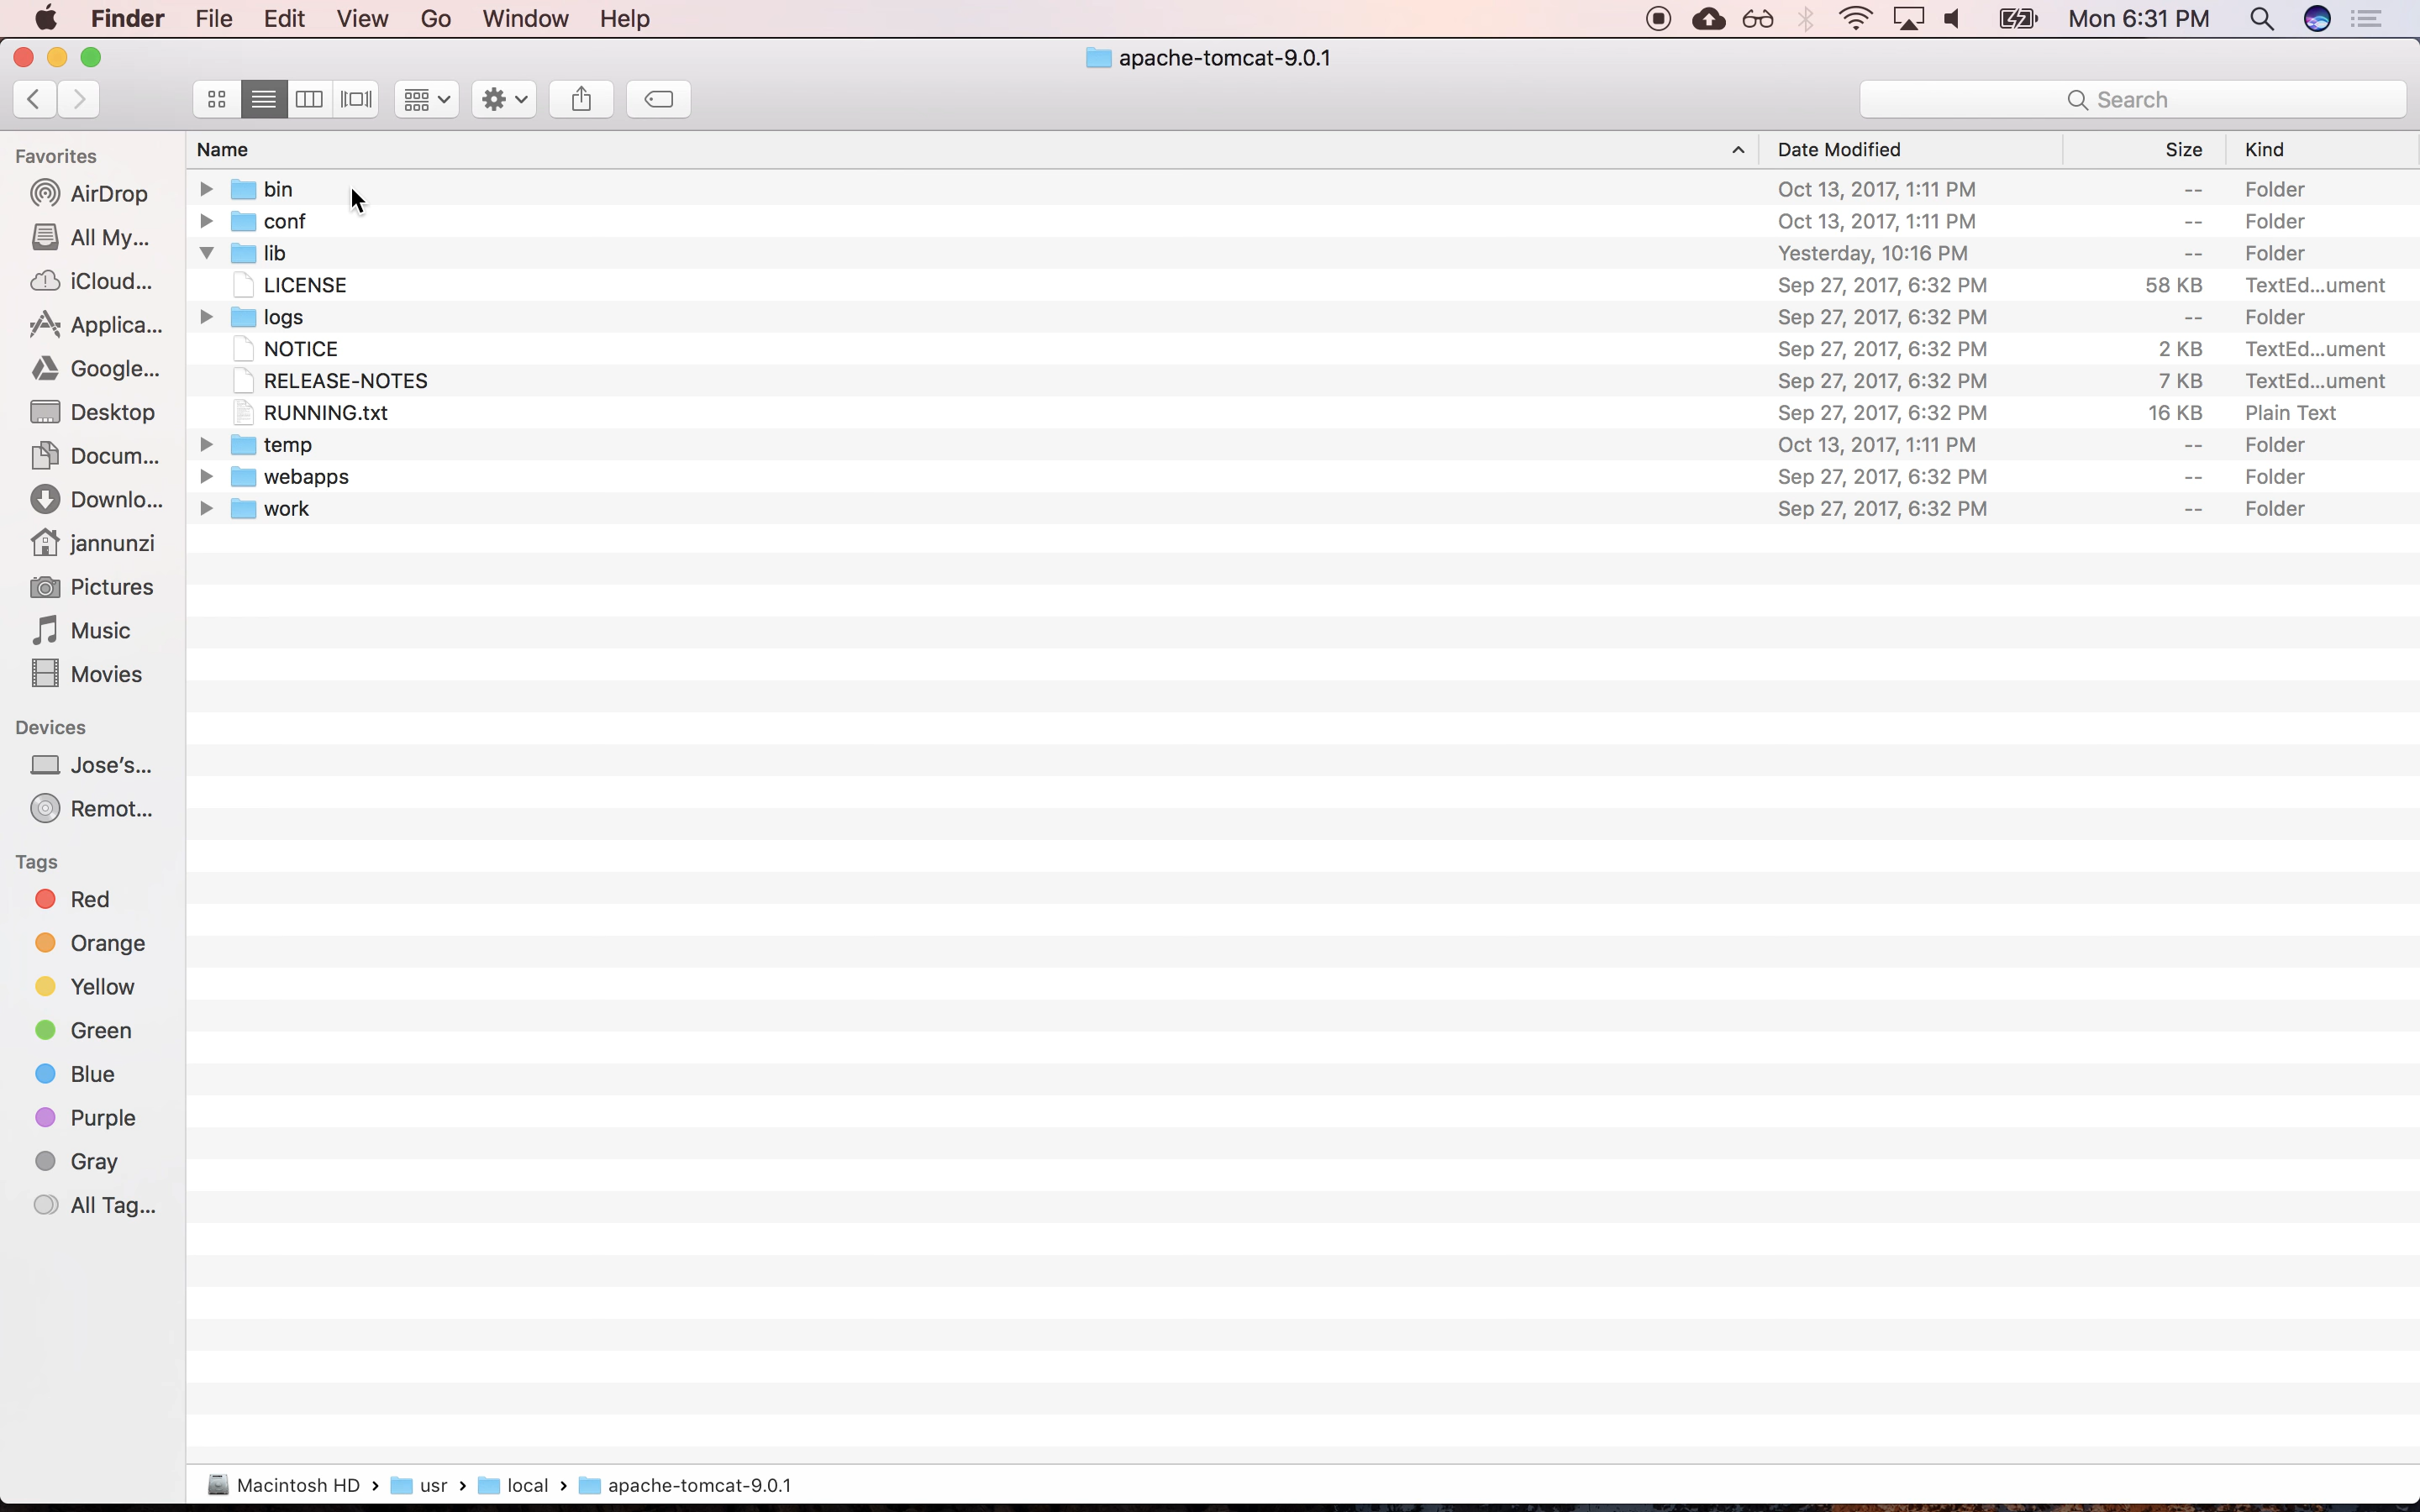 Finder File Edit View Go Window Help Mon 6:31 PM
apache-tomcat-9.0.1
Search
Favorites
AirDrop
All My...
iCloud...
Applica...
Google...
Desktop
Docum...
Downlo...
jannunzi
Pictures
Music
Movies
Devices
Jose's...
Remot...
Tags
Red
Orange
Yellow
Green
Blue
Purple
Gray
All Tag...
Name Date Modified Size Kind
bin Oct 13, 2017, 1:11 PM -- Folder
conf Oct 13, 2017, 1:11 PM -- Folder
lib Yesterday, 10:16 PM -- Folder
LICENSE Sep 27, 2017, 6:32 PM 58 KB TextEd...ument
logs Sep 27, 2017, 6:32 PM -- Folder
NOTICE Sep 27, 2017, 6:32 PM 2 KB TextEd...ument
RELEASE-NOTES Sep 27, 2017, 6:32 PM 7 KB TextEd...ument
RUNNING.txt Sep 27, 2017, 6:32 PM 16 KB Plain Text
temp Oct 13, 2017, 1:11 PM -- Folder
webapps Sep 27, 2017, 6:32 PM -- Folder
work Sep 27, 2017, 6:32 PM -- Folder
Macintosh HD › usr › local › apache-tomcat-9.0.1